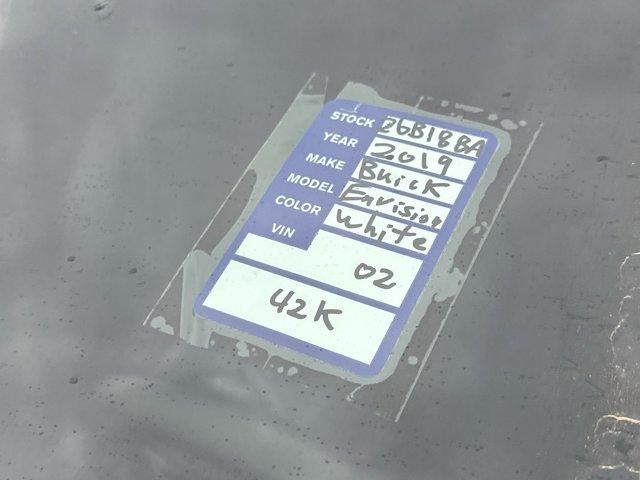 STOCK 26B18BA
YEAR 2019
MAKE Buick
MODEL Envision
COLOR White
VIN
02
42K